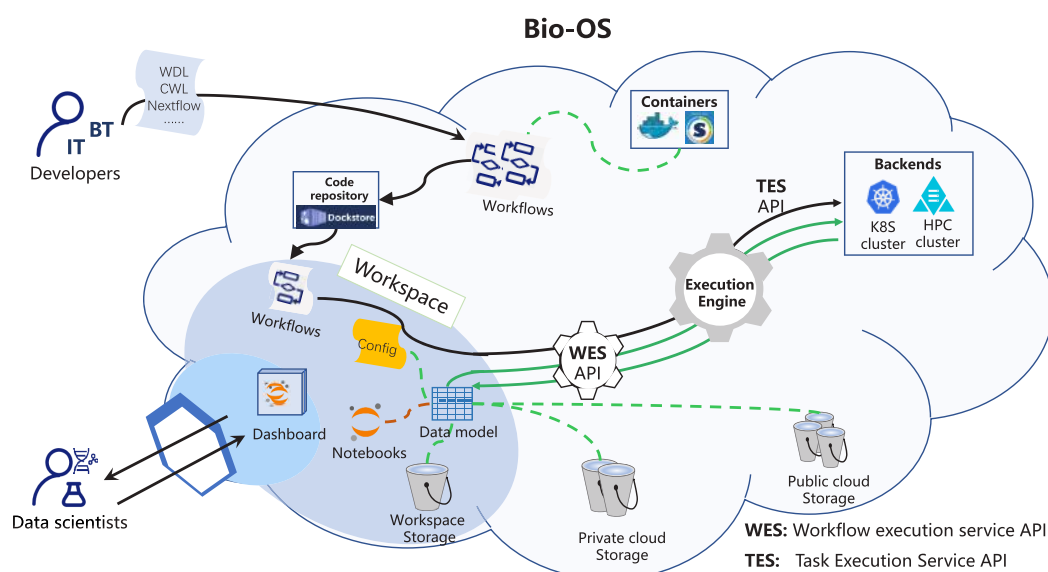 Bio-OS
WDL
CWL
Nextflow
......
BT
IT
Developers
Containers
S
Workflows
Code
repository
Dockstore
Backends
K8S
cluster
HPC
cluster
TES
API
Execution
Engine
Workspace
Workflows
Config
WES
API
Dashboard
Notebooks
Data model
Data scientists
Workspace
Storage
Private cloud
Storage
Public cloud
Storage
WES: Workflow execution service API
TES: Task Execution Service API